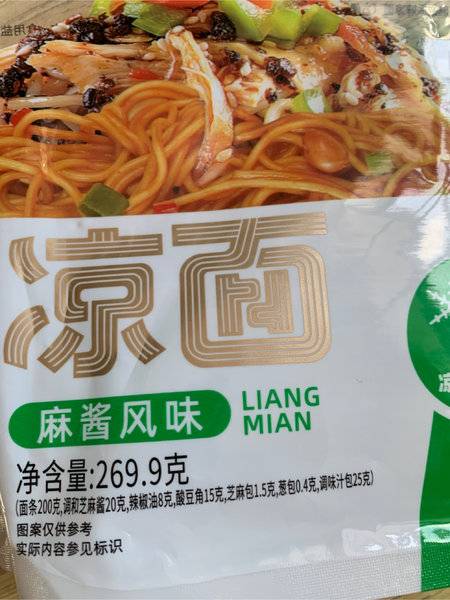 凉面
麻酱风味
LIANG
MIAN
净含量:269.9克
(面条200克,调和芝麻酱20克,辣椒油8克,酸豆角15克,芝麻包1.5克,葱包0.4克,调味汁包25克)
图案仅供参考
实际内容参见标识